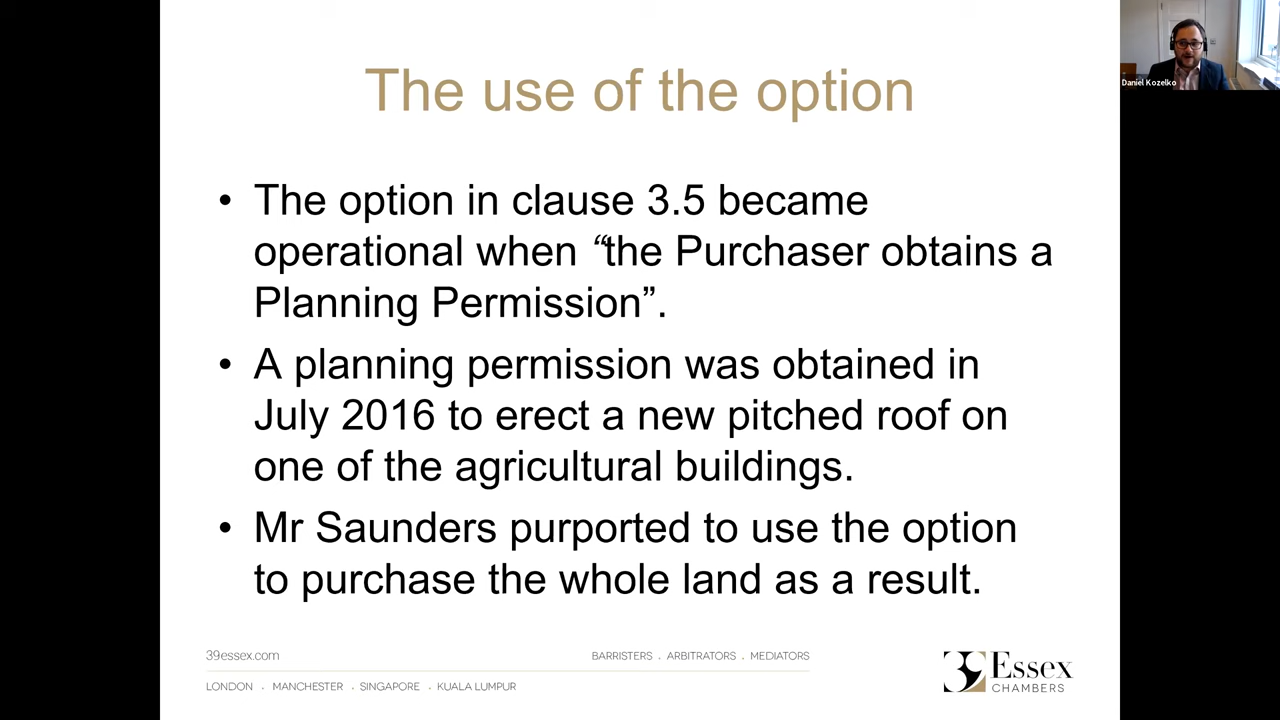 The use of the option
• The option in clause 3.5 became
operational when “the Purchaser obtains a
Planning Permission”.
• A planning permission was obtained in
July 2016 to erect a new pitched roof on
one of the agricultural buildings.
• Mr Saunders purported to use the option
to purchase the whole land as a result.
Daniel Kozelko
39essex.com
BARRISTERS . ARBITRATORS . MEDIATORS
LONDON . MANCHESTER . SINGAPORE . KUALA LUMPUR
39 Essex
CHAMBERS